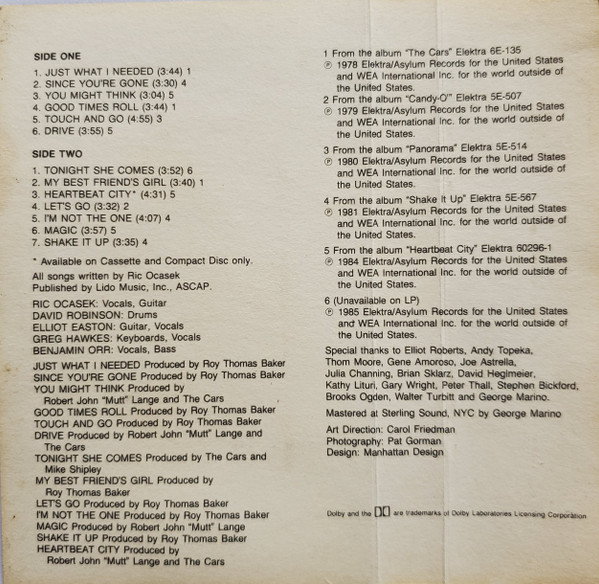 SIDE ONE
1. JUST WHAT I NEEDED (3:44) 1
2. SINCE YOU'RE GONE (3:30) 4
3. YOU MIGHT THINK (3:04) 5
4. GOOD TIMES ROLL (3:44) 1
5. TOUCH AND GO (4:55) 3
6. DRIVE (3:55) 5
SIDE TWO
1. TONIGHT SHE COMES (3:52) 6
2. MY BEST FRIEND'S GIRL (3:40) 1
3. HEARTBEAT CITY* (4:31) 5
4. LET'S GO (3:32) 2
5. I'M NOT THE ONE (4:07) 4
6. MAGIC (3:57) 5
7. SHAKE IT UP (3:35) 4
* Available on Cassette and Compact Disc only.
All songs written by Ric Ocasek
Published by Lido Music, Inc., ASCAP.
RIC OCASEK: Vocals, Guitar
DAVID ROBINSON: Drums
ELLIOT EASTON: Guitar, Vocals
GREG HAWKES: Keyboards, Vocals
BENJAMIN ORR: Vocals, Bass
JUST WHAT I NEEDED Produced by Roy Thomas Baker
SINCE YOU'RE GONE Produced by Roy Thomas Baker
YOU MIGHT THINK Produced by
Robert John "Mutt" Lange and The Cars
GOOD TIMES ROLL Produced by Roy Thomas Baker
TOUCH AND GO Produced by Roy Thomas Baker
DRIVE Produced by Robert John "Mutt" Lange and
The Cars
TONIGHT SHE COMES Produced by The Cars and
Mike Shipley
MY BEST FRIEND'S GIRL Produced by
Roy Thomas Baker
LET'S GO Produced by Roy Thomas Baker
I'M NOT THE ONE Produced by Roy Thomas Baker
MAGIC Produced by Robert John "Mutt" Lange
SHAKE IT UP Produced by Roy Thomas Baker
HEARTBEAT CITY Produced by
Robert John "Mutt" Lange and The Cars
1 From the album "The Cars" Elektra 6E-135
℗ 1978 Elektra/Asylum Records for the United States
and WEA International Inc. for the world outside of
the United States.
2 From the album "Candy-O'" Elektra 5E-507
℗ 1979 Elektra/Asylum Records for the United States
and WEA International Inc. for the world outside of
the United States.
3 From the album "Panorama" Elektra 5E-514
℗ 1980 Elektra/Asylum Records for the United States
and WEA International Inc. for the world outside of
the United States.
4 From the album "Shake It Up" Elektra 5E-567
℗ 1981 Elektra/Asylum Records for the United States
and WEA International Inc. for the world outside of
the United States.
5 From the album "Heartbeat City" Elektra 60296-1
℗ 1984 Elektra/Asylum Records for the United States
and WEA International Inc. for the world outside of
the United States.
6 (Unavailable on LP)
℗ 1985 Elektra/Asylum Records for the United States
and WEA International Inc. for the world outside of
the United States.
Special thanks to Elliot Roberts, Andy Topeka,
Thom Moore, Gene Amoroso, Joe Astrella,
Julia Channing, Brian Sklarz, David Heglmeier,
Kathy Lituri, Gary Wright, Peter Thall, Stephen Bickford,
Brooks Ogden, Walter Turbitt and George Marino.
Mastered at Sterling Sound, NYC by George Marino
Art Direction: Carol Friedman
Photography: Pat Gorman
Design: Manhattan Design
Dolby and the are trademarks of Dolby Laboratories Licensing Corporation